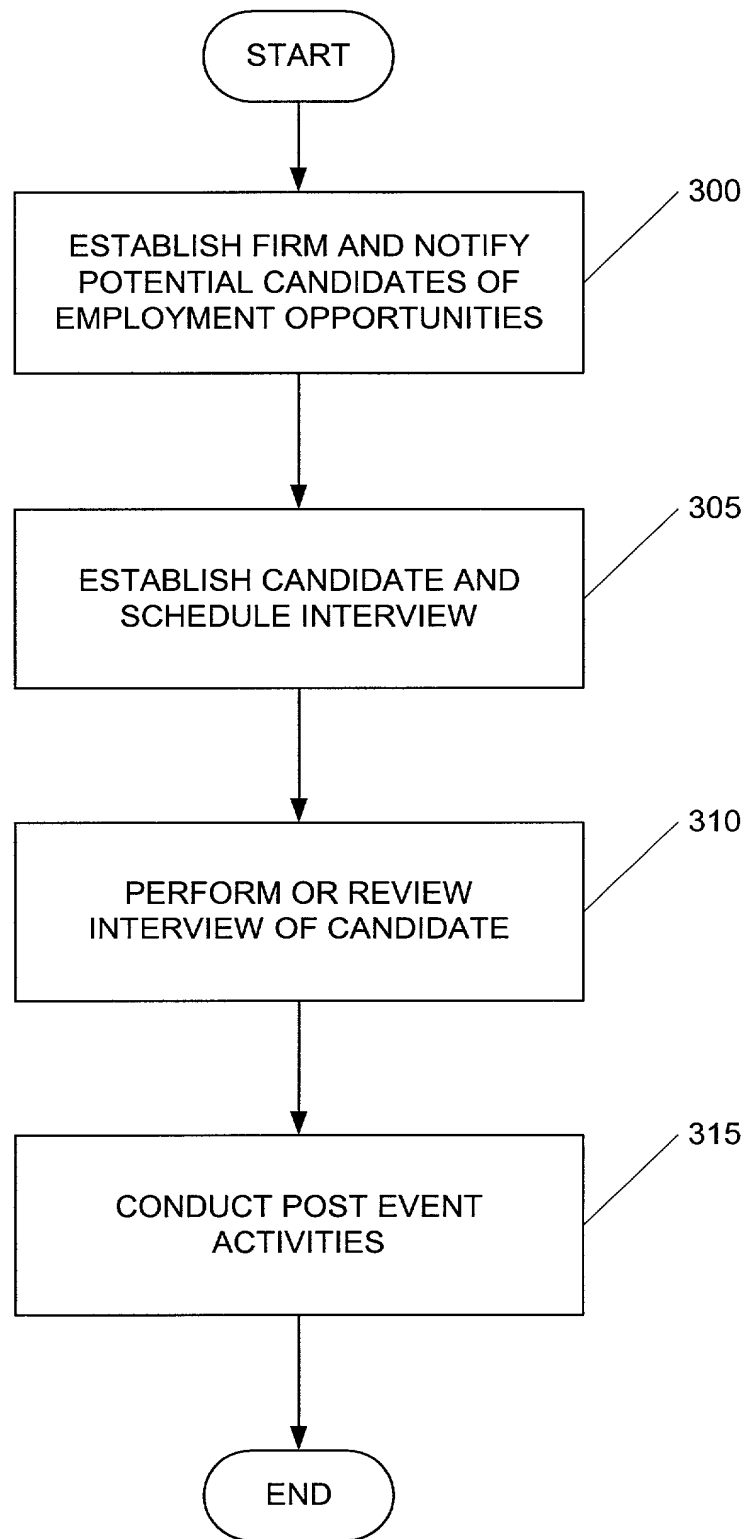 START
300
ESTABLISH FIRM AND NOTIFY
POTENTIAL CANDIDATES OF
EMPLOYMENT OPPORTUNITIES
305
ESTABLISH CANDIDATE AND
SCHEDULE INTERVIEW
310
PERFORM OR REVIEW
INTERVIEW OF CANDIDATE
315
CONDUCT POST EVENT
ACTIVITIES
END